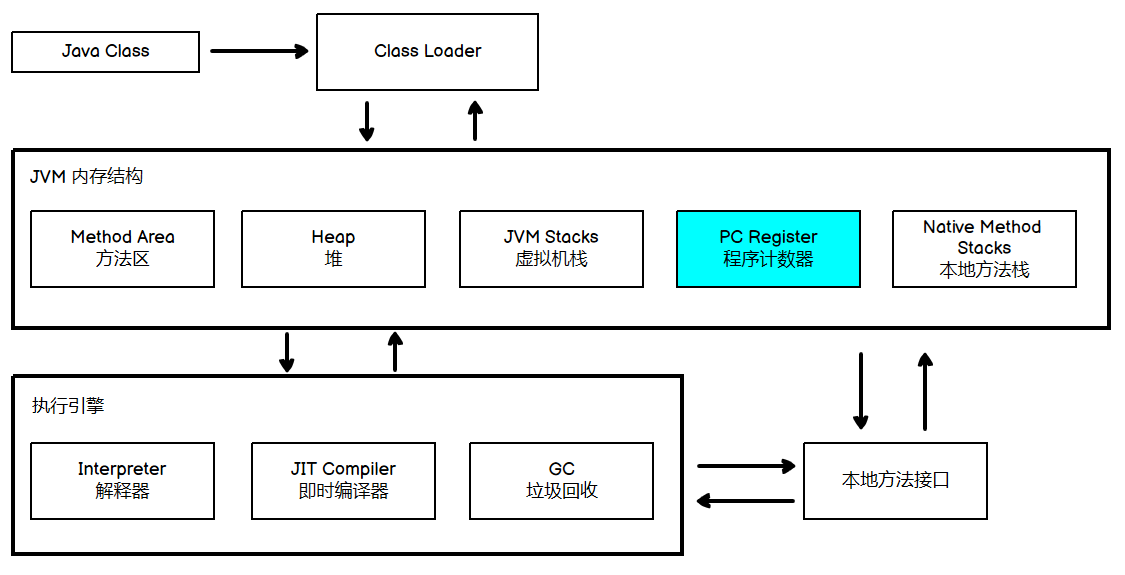 Java Class
Class Loader
JVM 内存结构
Method Area
方法区
Heap
堆
JVM Stacks
虚拟机栈
PC Register
程序计数器
Native Method
Stacks
本地方法栈
执行引擎
Interpreter
解释器
JIT Compiler
即时编译器
GC
垃圾回收
本地方法接口